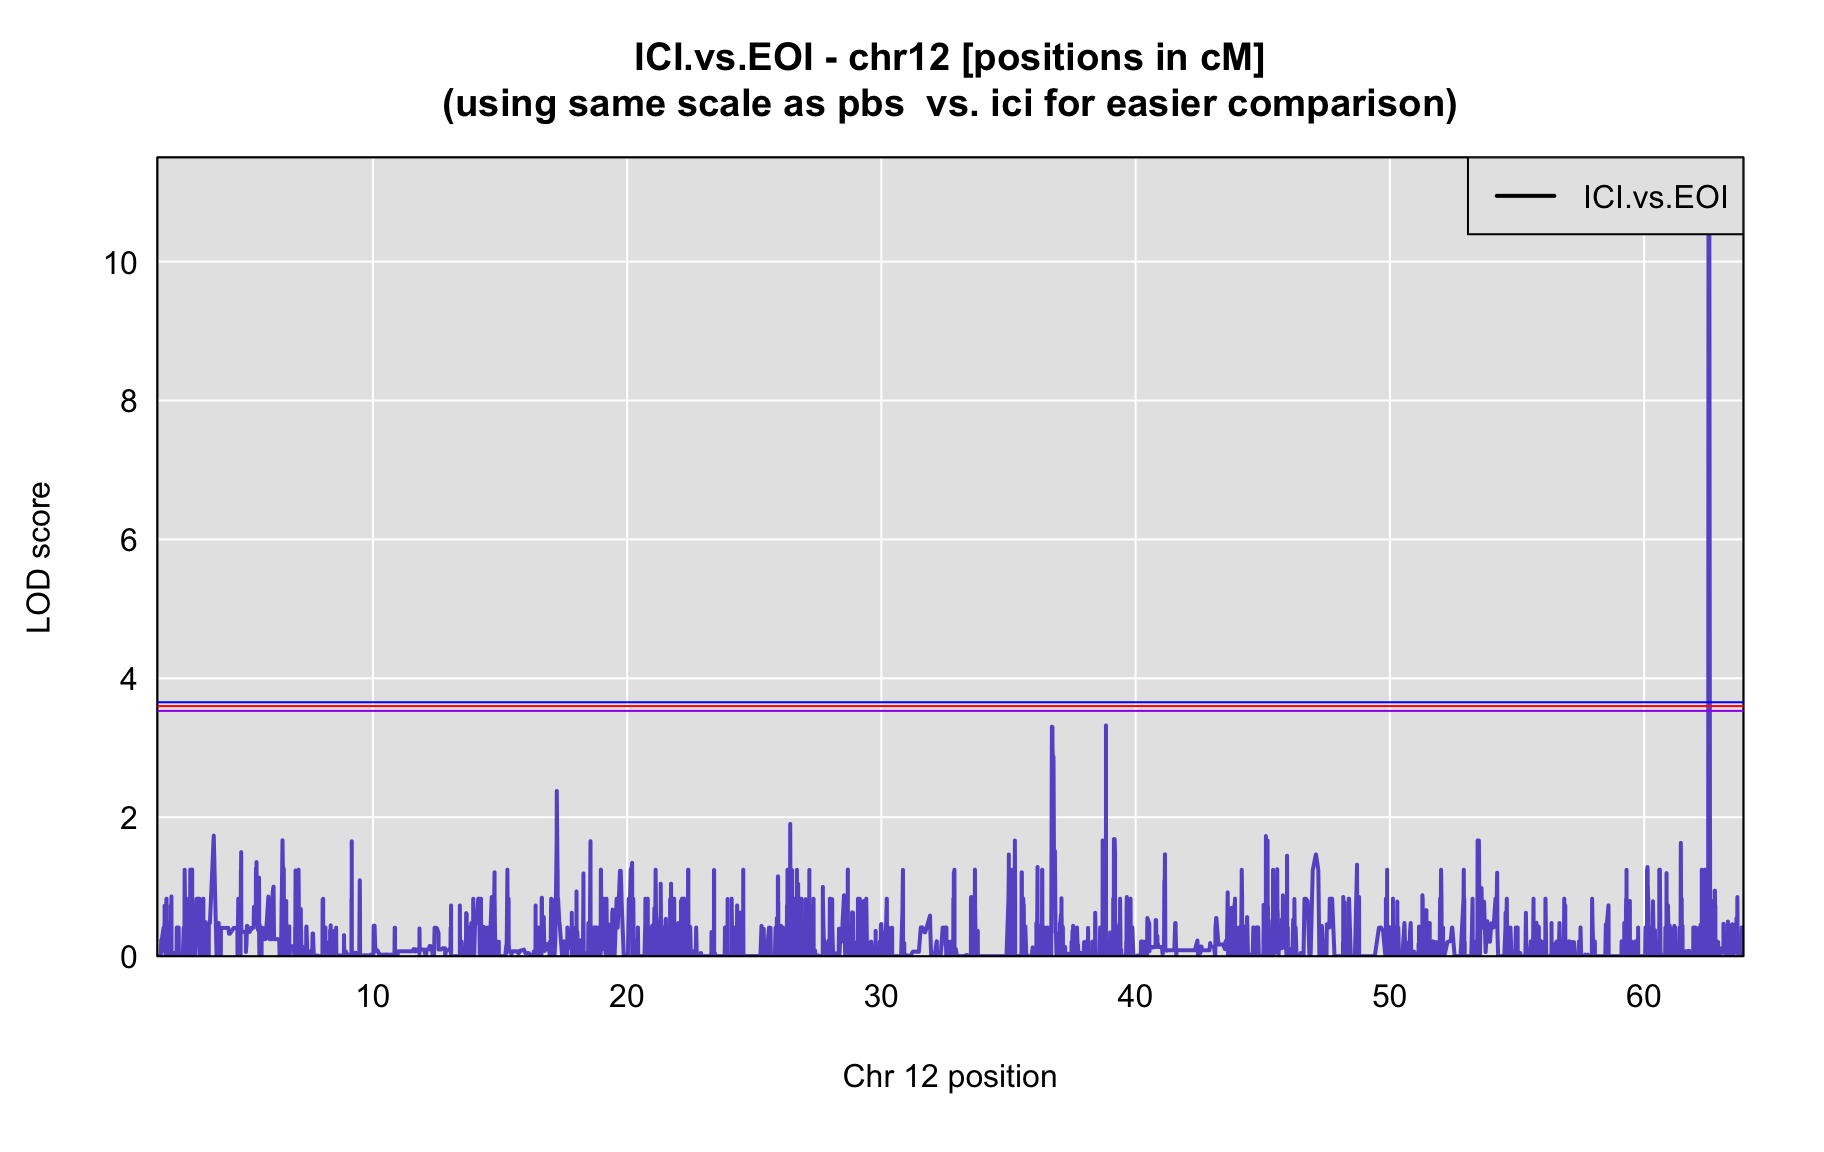 ICI.vs.EOI - chr12 [positions in cM]
(using same scale as pbs  vs. ici for easier comparison)
ICI.vs.EOI
LOD score
10
8
6
4
2
0
10 20 30 40 50 60
Chr 12 position